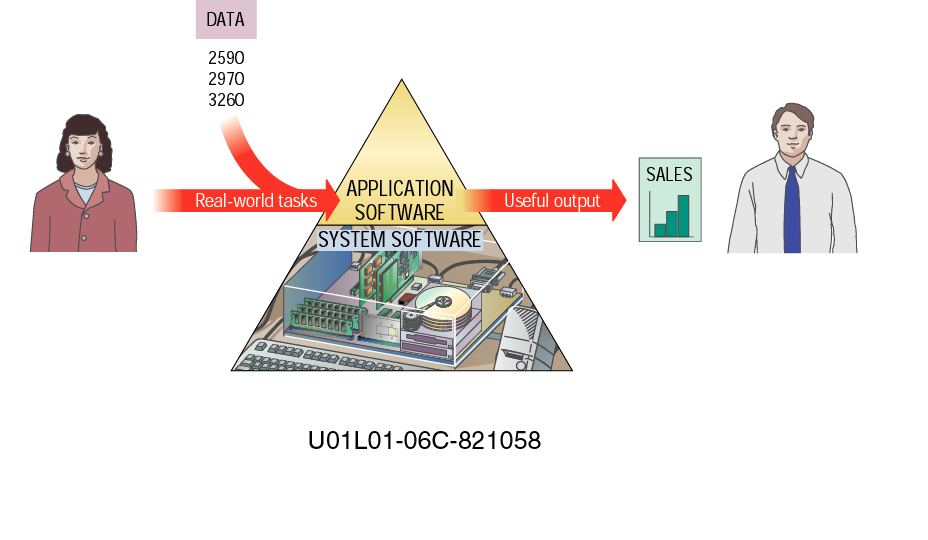 DATA
2590
2970
3260
Real-world tasks
APPLICATION
SOFTWARE
SYSTEM SOFTWARE
Useful output
SALES
U01L01-06C-821058